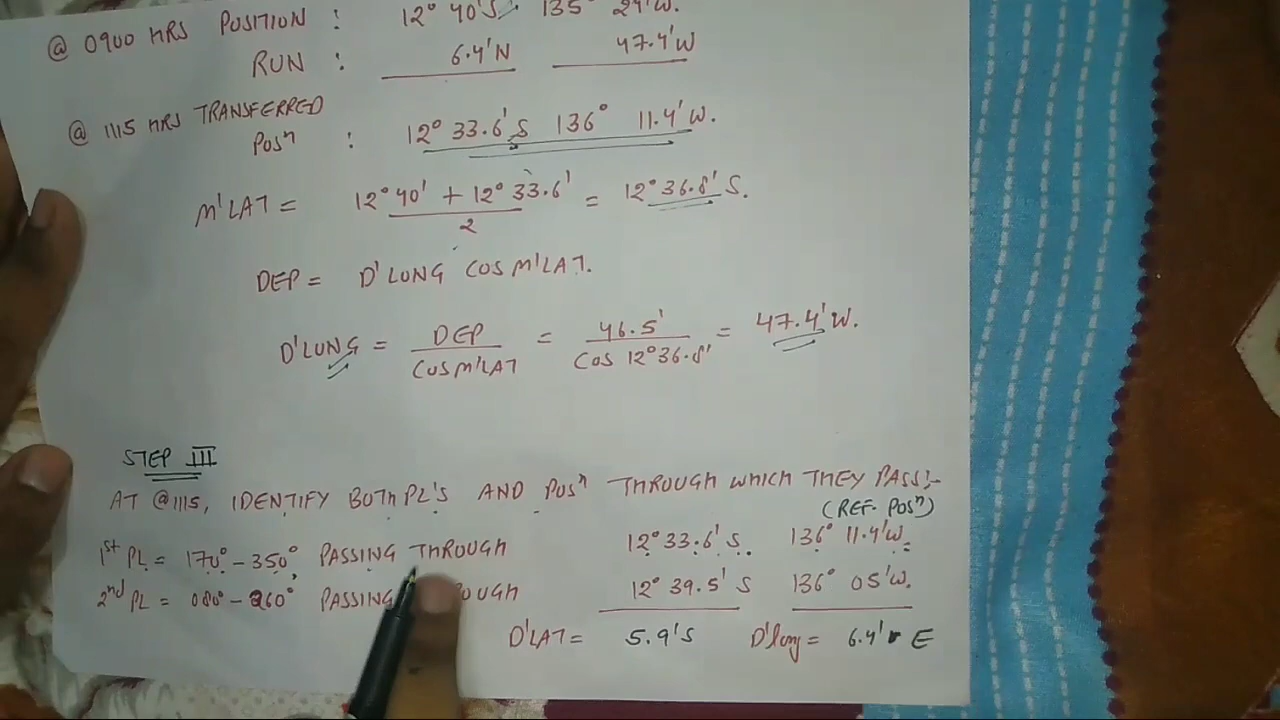 @ 0900 HRS POSITION : 12° 40'S 135° 24'W.
RUN : 6.4'N 47.4'W
@ 1115 HRS TRANSFERRED
POSⁿ : 12° 33.6'S 136° 11.4'W.
M'LAT = 12°40' + 12°33.6' / 2 = 12°36.8'S.
DEP = D'LONG COS M'LAT.
D'LONG = DEP / COS M'LAT = 46.5' / COS 12°36.8' = 47.4'W.
STEP III
AT @1115, IDENTIFY BOTH PL'S AND POSⁿ THROUGH WHICH THEY PASS:-
(REF. POSⁿ)
1st PL = 170° - 350°, PASSING THROUGH 12° 33.6'S 136° 11.4'W.
2nd PL = 080° - 260° PASSING OUGH 12° 39.5'S 136° 05'W.
D'LAT = 5.9'S D'long = 6.4' E